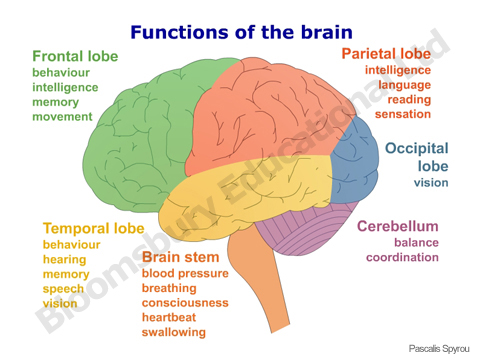 Functions of the brain
Frontal lobe
behaviour
intelligence
memory
movement
Parietal lobe
intelligence
language
reading
sensation
Occipital
lobe
vision
Cerebellum
balance
coordination
Temporal lobe
behaviour
hearing
memory
speech
vision
Brain stem
blood pressure
breathing
consciousness
heartbeat
swallowing
Bloomsbury Educational Ltd
Pascalis Spyrou